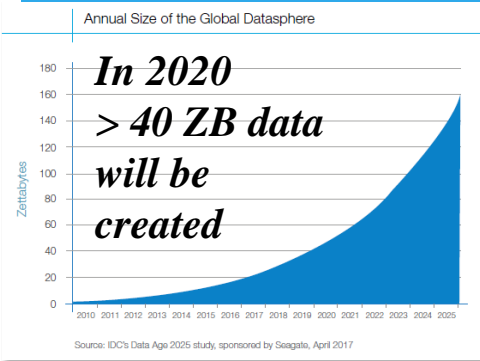 Annual Size of the Global Datasphere
In 2020
> 40 ZB data
will be
created
Zettabytes
180
160
140
120
100
80
60
40
20
0
2010 2011 2012 2013 2014 2015 2016 2017 2018 2019 2020 2021 2022 2023 2024 2025
Source: IDC's Data Age 2025 study, sponsored by Seagate, April 2017